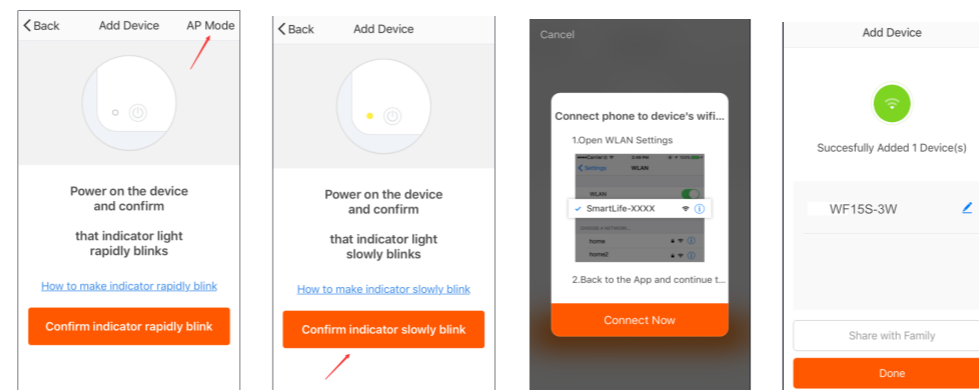 Back Add Device AP Mode
Power on the device
and confirm
that indicator light
rapidly blinks
How to make indicator rapidly blink
Confirm indicator rapidly blink
Back Add Device
Power on the device
and confirm
that indicator light
slowly blinks
How to make indicator slowly blink
Confirm indicator slowly blink
Cancel
Connect phone to device's wifi...
1.Open WLAN Settings
Settings WLAN
WLAN
SmartLife-XXXX
CHOOSE A NETWORK...
home
home2
2.Back to the App and continue t...
Connect Now
Add Device
Succesfully Added 1 Device(s)
WF15S-3W
Share with Family
Done